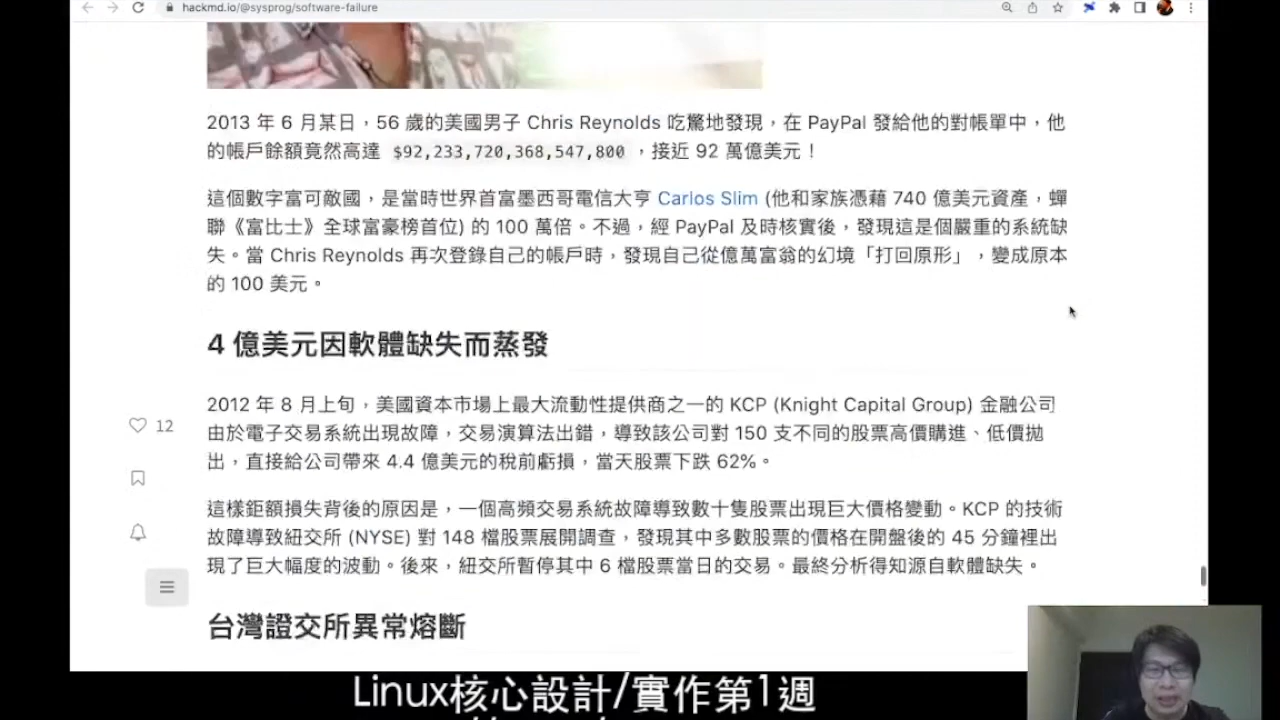 hackmd.io/@sysprog/software-failure
2013 年 6 月某日，56 歲的美國男子 Chris Reynolds 吃驚地發現，在 PayPal 發給他的對帳單中，他
的帳戶餘額竟然高達 $92,233,720,368,547,800 ，接近 92 萬億美元！
這個數字富可敵國，是當時世界首富墨西哥電信大亨 Carlos Slim (他和家族憑藉 740 億美元資產，蟬
聯《富比士》全球富豪榜首位) 的 100 萬倍。不過，經 PayPal 及時核實後，發現這是個嚴重的系統缺
失。當 Chris Reynolds 再次登錄自己的帳戶時，發現自己從億萬富翁的幻境「打回原形」，變成原本
的 100 美元。
4 億美元因軟體缺失而蒸發
2012 年 8 月上旬，美國資本市場上最大流動性提供商之一的 KCP (Knight Capital Group) 金融公司
由於電子交易系統出現故障，交易演算法出錯，導致該公司對 150 支不同的股票高價購進、低價拋
出，直接給公司帶來 4.4 億美元的稅前虧損，當天股票下跌 62%。
12
這樣鉅額損失背後的原因是，一個高頻交易系統故障導致數十隻股票出現巨大價格變動。KCP 的技術
故障導致紐交所 (NYSE) 對 148 檔股票展開調查，發現其中多數股票的價格在開盤後的 45 分鐘裡出
現了巨大幅度的波動。後來，紐交所暫停其中 6 檔股票當日的交易。最終分析得知源自軟體缺失。
台灣證交所異常熔斷
Linux核心設計/實作第1週